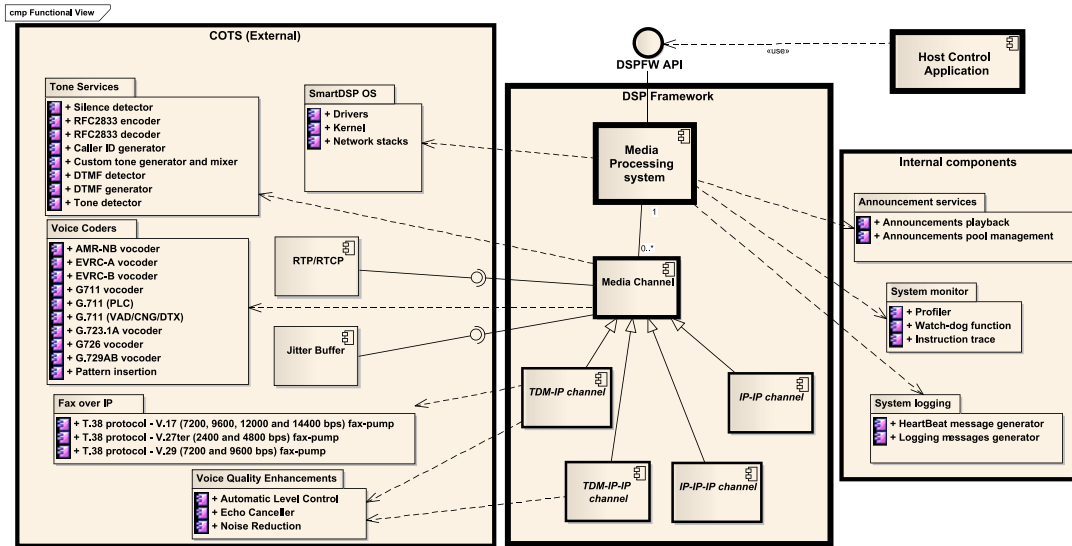 cmp Functional View
COTS (External)
Tone Services
+ Silence detector
+ RFC2833 encoder
+ RFC2833 decoder
+ Caller ID generator
+ Custom tone generator and mixer
+ DTMF detector
+ DTMF generator
+ Tone detector
SmartDSP OS
+ Drivers
+ Kernel
+ Network stacks
Voice Coders
+ AMR-NB vocoder
+ EVRC-A vocoder
+ EVRC-B vocoder
+ G711 vocoder
+ G.711 (PLC)
+ G.711 (VAD/CNG/DTX)
+ G.723.1A vocoder
+ G726 vocoder
+ G.729AB vocoder
+ Pattern insertion
RTP/RTCP
Jitter Buffer
Fax over IP
+ T.38 protocol - V.17 (7200, 9600, 12000 and 14400 bps) fax-pump
+ T.38 protocol - V.27ter (2400 and 4800 bps) fax-pump
+ T.38 protocol - V.29 (7200 and 9600 bps) fax-pump
Voice Quality Enhancements
+ Automatic Level Control
+ Echo Canceller
+ Noise Reduction
DSPFW API
«use»
Host Control
Application
DSP Framework
Media
Processing
system
1
0..*
Media Channel
TDM-IP channel
IP-IP channel
TDM-IP-IP
channel
IP-IP-IP channel
Internal components
Announcement services
+ Announcements playback
+ Announcements pool management
System monitor
+ Profiler
+ Watch-dog function
+ Instruction trace
System logging
+ HeartBeat message generator
+ Logging messages generator